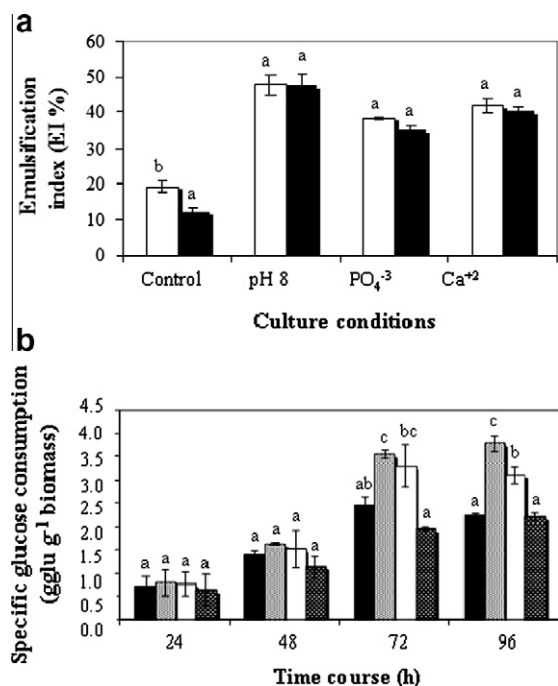 a
Emulsification index (EI %)
60
50
40
30
20
10
0
b a a a a a a a
Control pH 8 PO₄⁻³ Ca⁺²
Culture conditions
b
Specific glucose consumption (gglu g⁻¹ biomass)
4.5
4.0
3.5
3.0
2.5
2.0
1.5
1.0
0.5
0.0
a a a a a a a a ab c bc a a c b a
24 48 72 96
Time course (h)